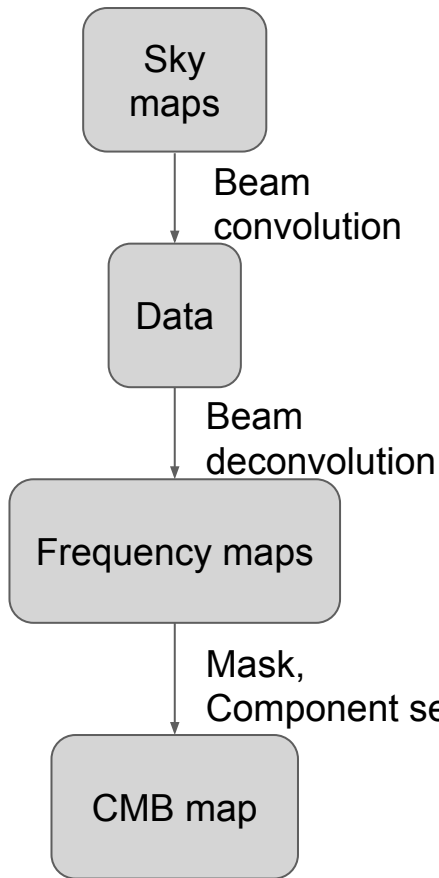 Sky
maps
Beam
convolution
Data
Beam
deconvolution
Frequency maps
Mask,
Component se
CMB map